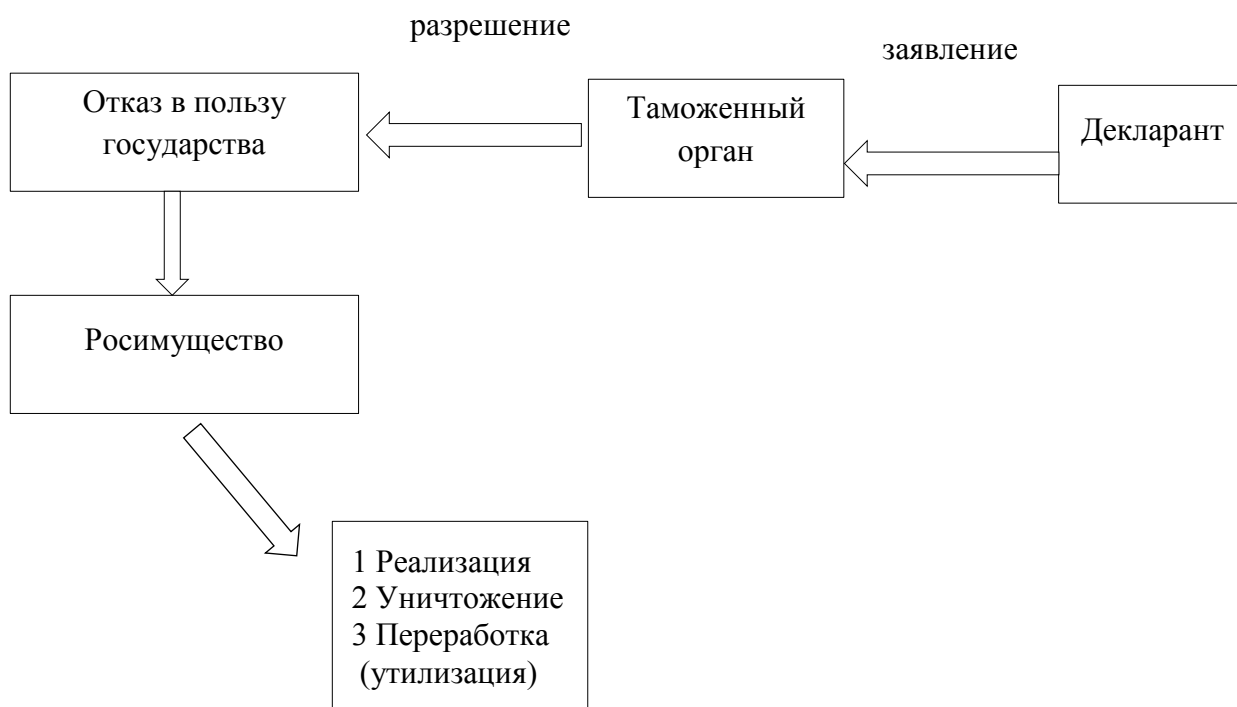 разрешение
заявление
Отказ в пользу
государства
Таможенный
орган
Декларант
Росимущество
1 Реализация
2 Уничтожение
3 Переработка
(утилизация)